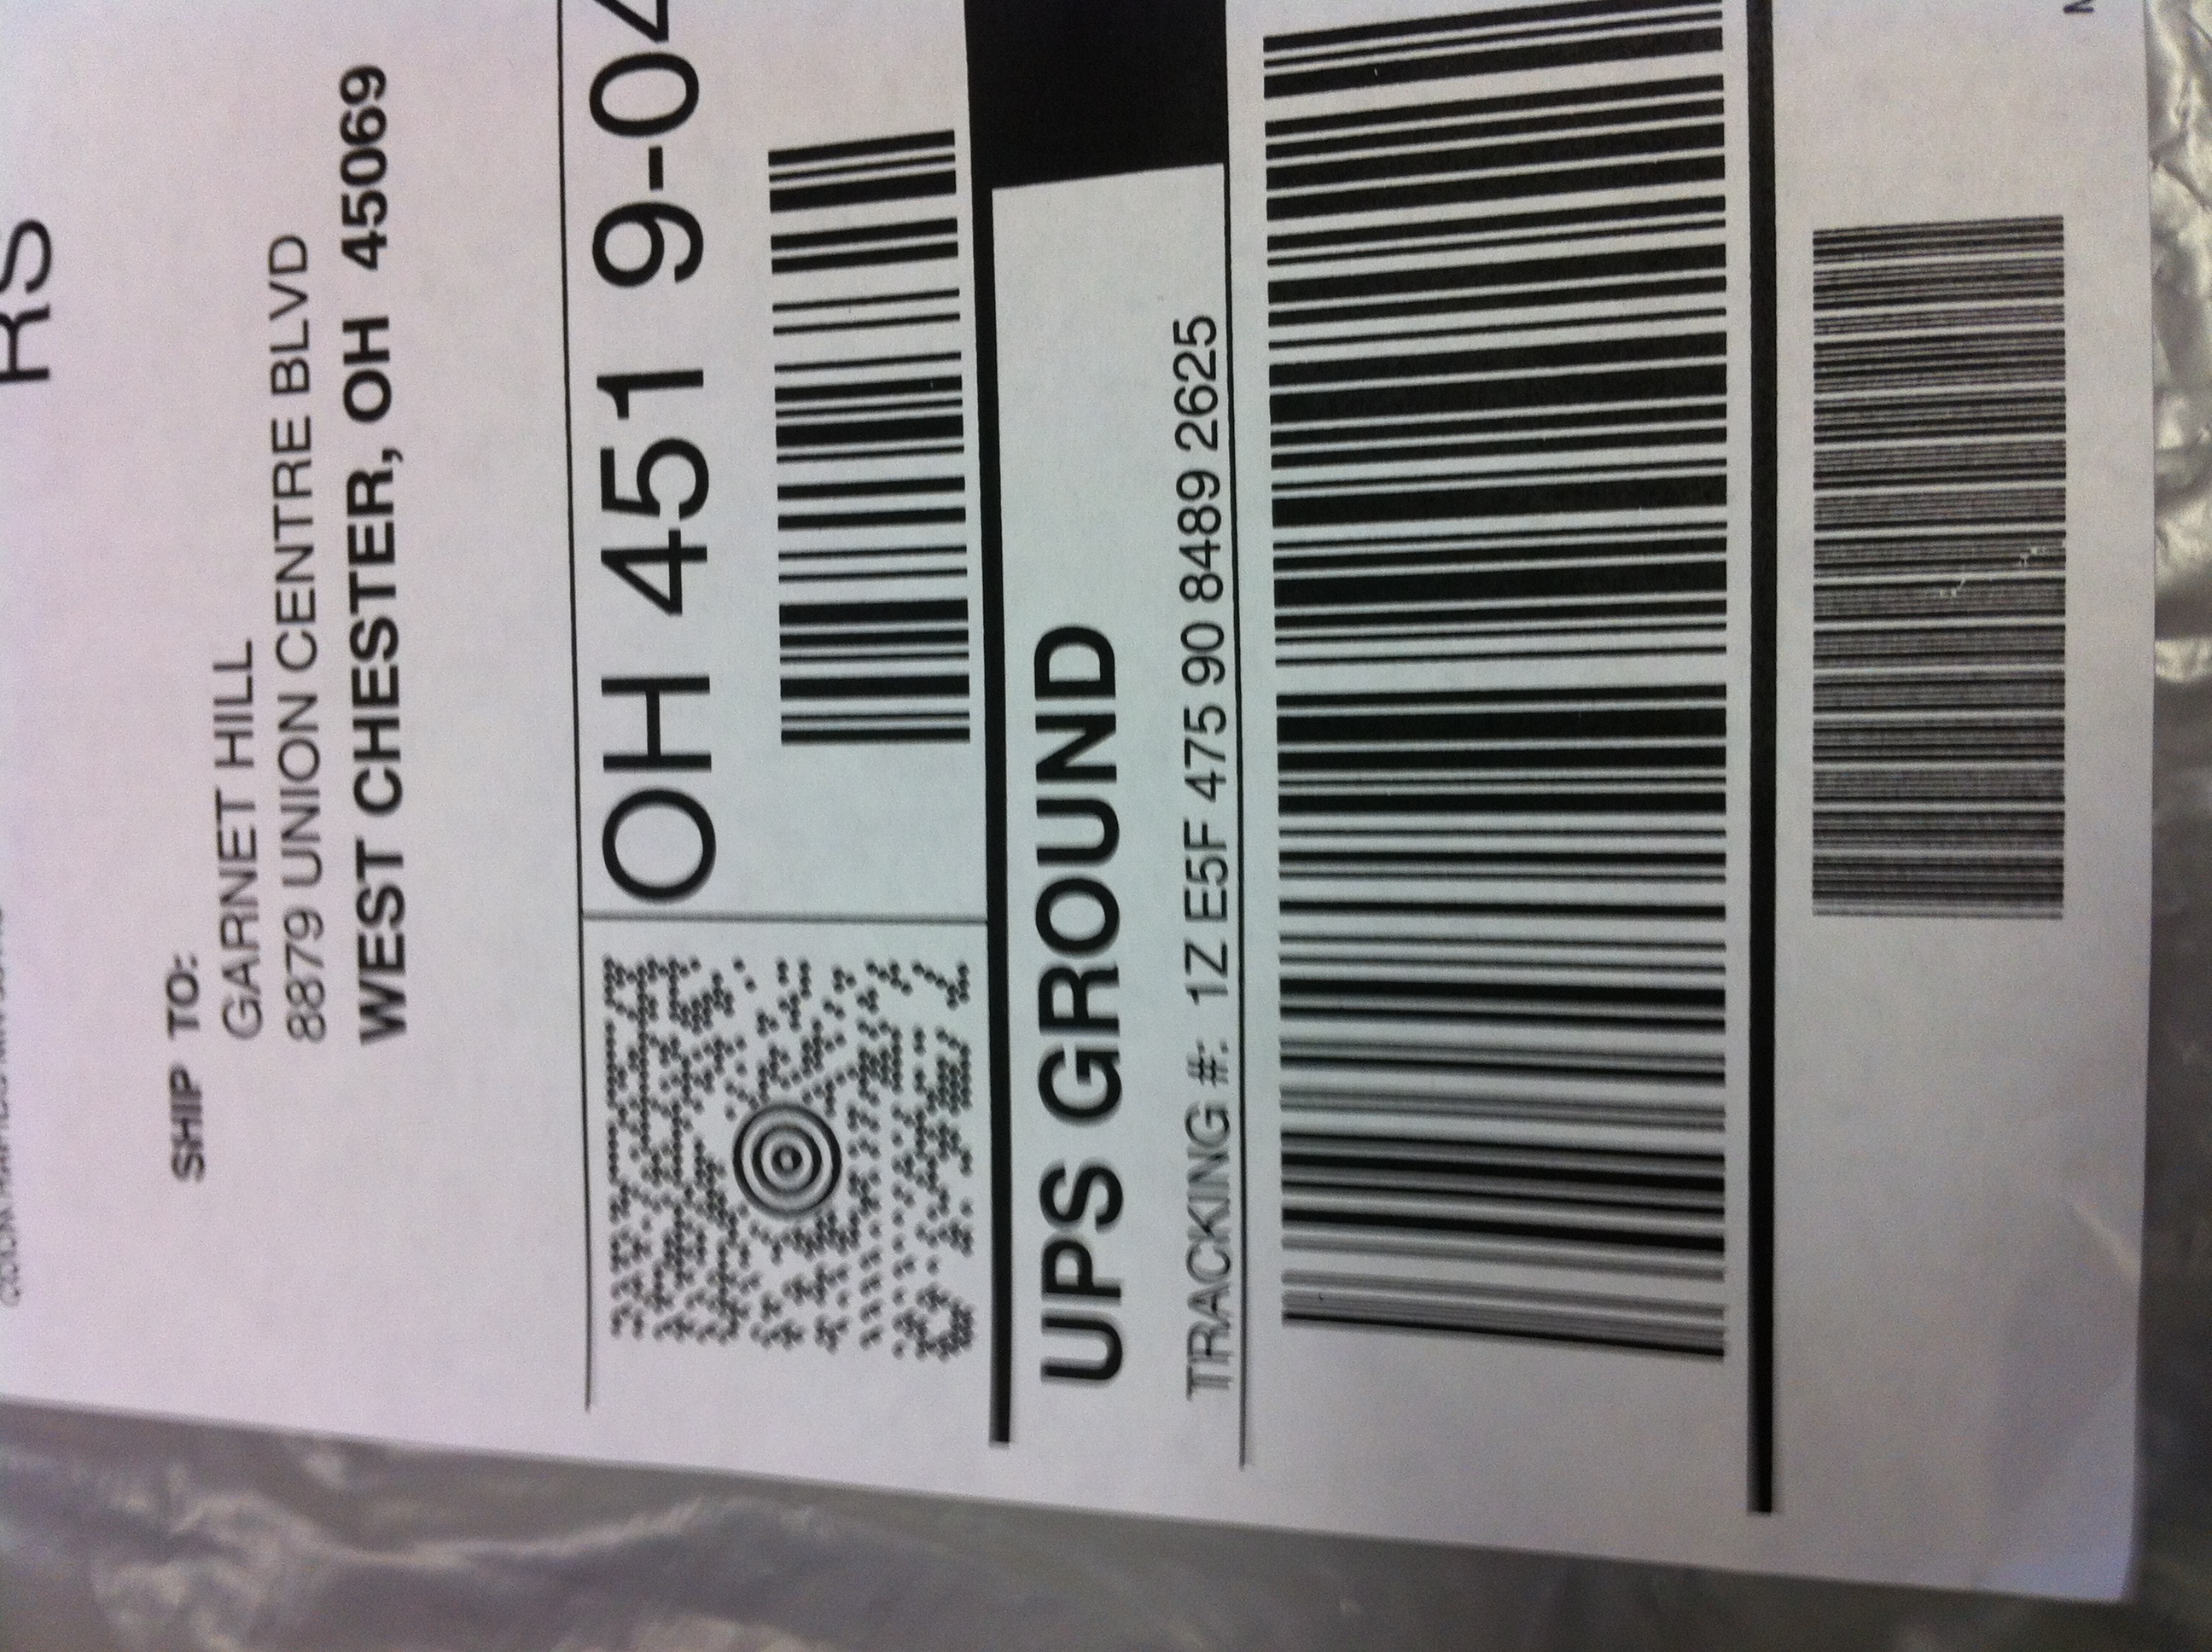 RS
SHIP TO:
GARNET HILL
8879 UNION CENTRE BLVD
WEST CHESTER, OH 45069
OH 451 9-04
UPS GROUND
TRACKING #: 1Z E5F 475 90 8489 2625